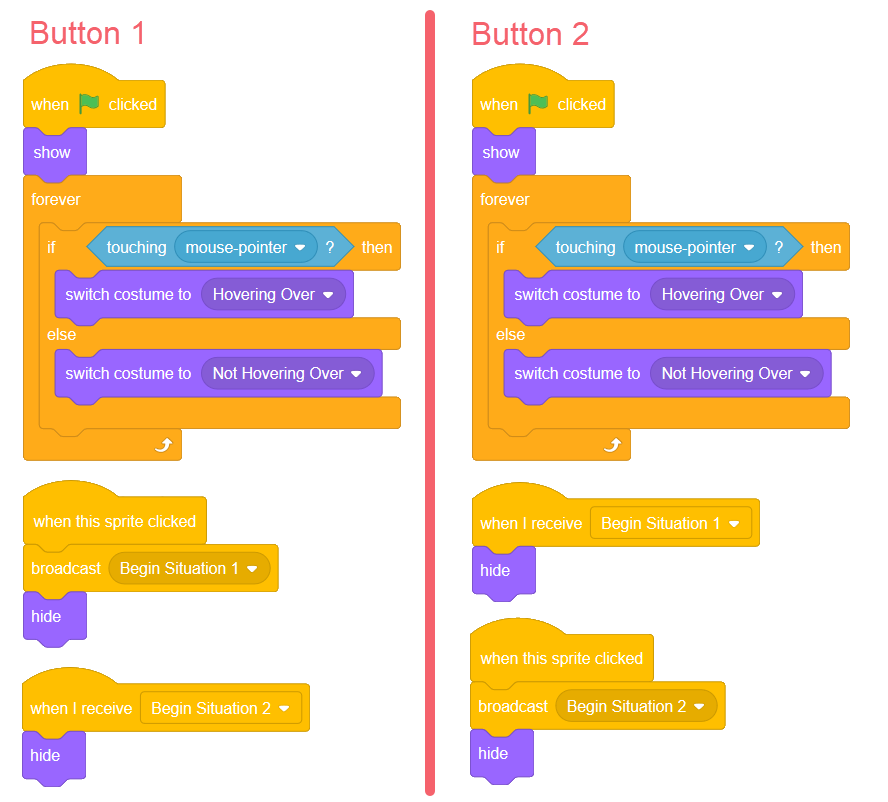 Button 1
when clicked
show
forever
if touching mouse-pointer ? then
switch costume to Hovering Over
else
switch costume to Not Hovering Over
when this sprite clicked
broadcast Begin Situation 1
hide
when I receive Begin Situation 2
hide
Button 2
when clicked
show
forever
if touching mouse-pointer ? then
switch costume to Hovering Over
else
switch costume to Not Hovering Over
when I receive Begin Situation 1
hide
when this sprite clicked
broadcast Begin Situation 2
hide